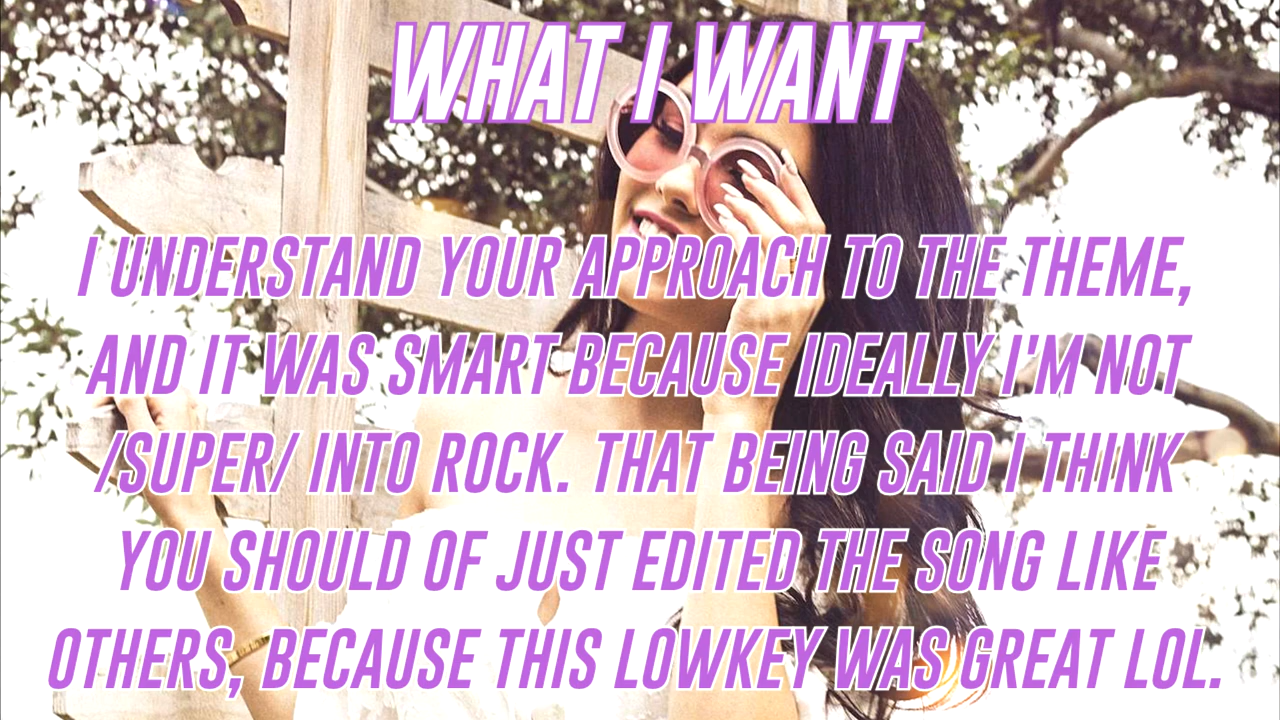 WHAT I WANT
I UNDERSTAND YOUR APPROACH TO THE THEME,
AND IT WAS SMART BECAUSE IDEALLY I'M NOT
/SUPER/ INTO ROCK. THAT BEING SAID I THINK
YOU SHOULD OF JUST EDITED THE SONG LIKE
OTHERS, BECAUSE THIS LOWKEY WAS GREAT LOL.